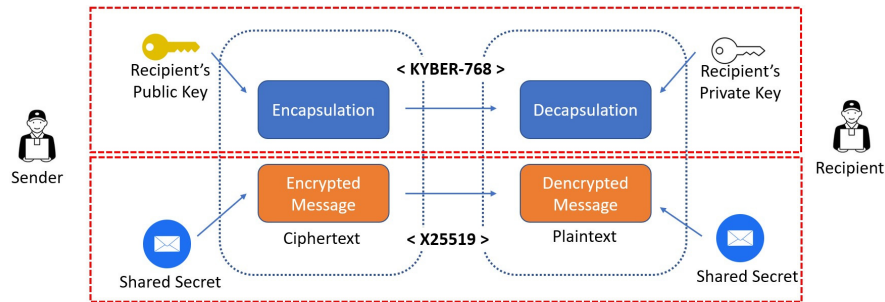 Recipient's
Public Key
< KYBER-768 >
Recipient's
Private Key
Encapsulation
Decapsulation
Sender
Recipient
Encrypted
Message
Dencrypted
Message
Ciphertext
< X25519 >
Plaintext
Shared Secret
Shared Secret